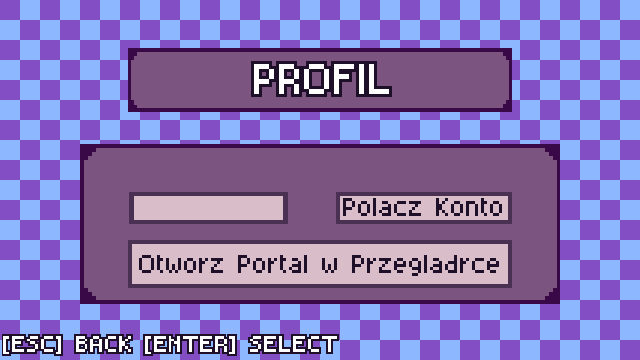 PROFIL
Polacz Konto
Otworz Portal w Przegladrce
[ESC] BACK [ENTER] SELECT